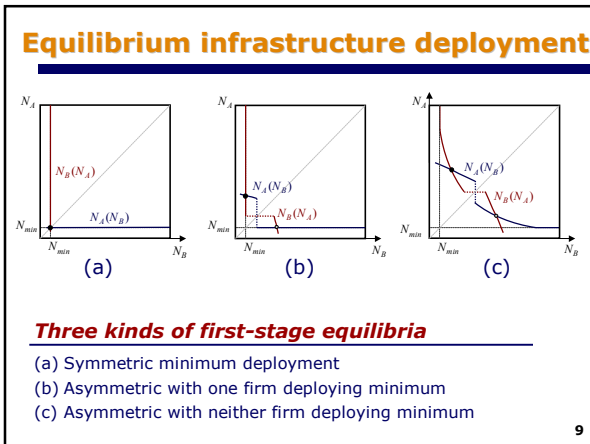 Equilibrium infrastructure deployment
N_A
N_B(N_A)
N_A(N_B)
N_min
N_min
N_B
(a)
N_A
N_A(N_B)
N_B(N_A)
N_min
N_min
N_B
(b)
N_A
N_A(N_B)
N_B(N_A)
N_min
N_min
N_B
(c)
Three kinds of first-stage equilibria
(a) Symmetric minimum deployment
(b) Asymmetric with one firm deploying minimum
(c) Asymmetric with neither firm deploying minimum
9